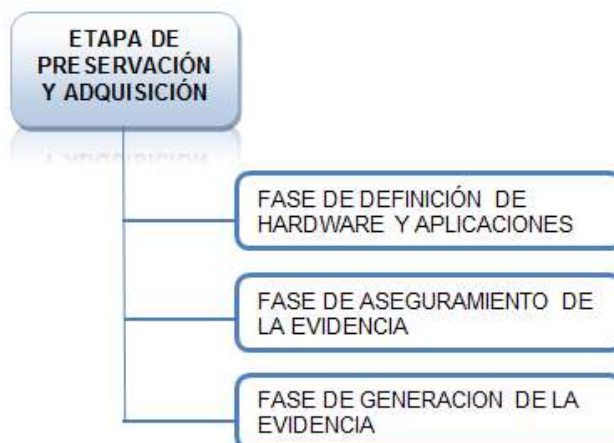 ETAPA DE
PRESERVACIÓN
Y ADQUISICIÓN
FASE DE DEFINICIÓN DE
HARDWARE Y APLICACIONES
FASE DE ASEGURAMIENTO DE
LA EVIDENCIA
FASE DE GENERACION DE LA
EVIDENCIA